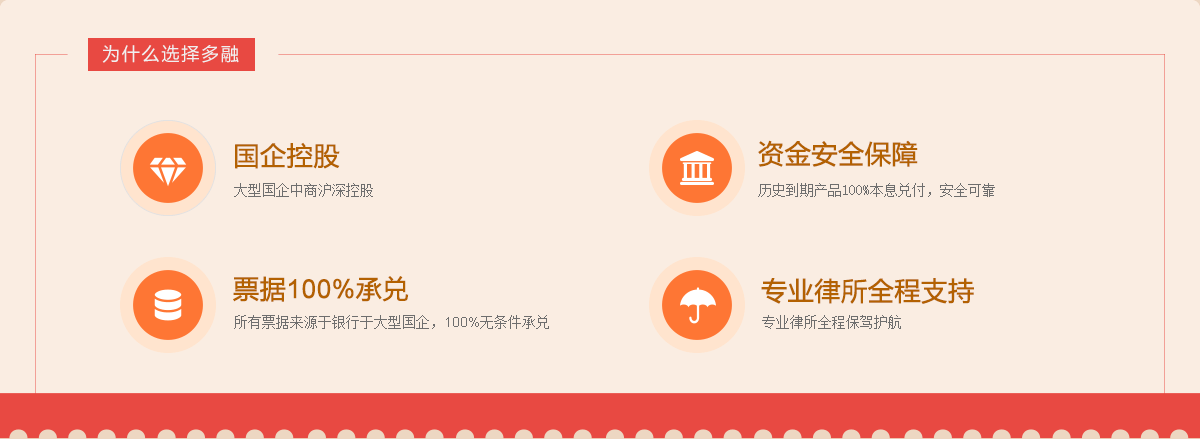 为什么选择多融
国企控股
大型国企中商沪深控股
资金安全保障
历史到期产品100%本息兑付，安全可靠
票据100%承兑
所有票据来源于银行于大型国企，100%无条件承兑
专业律所全程支持
专业律所全程保驾护航